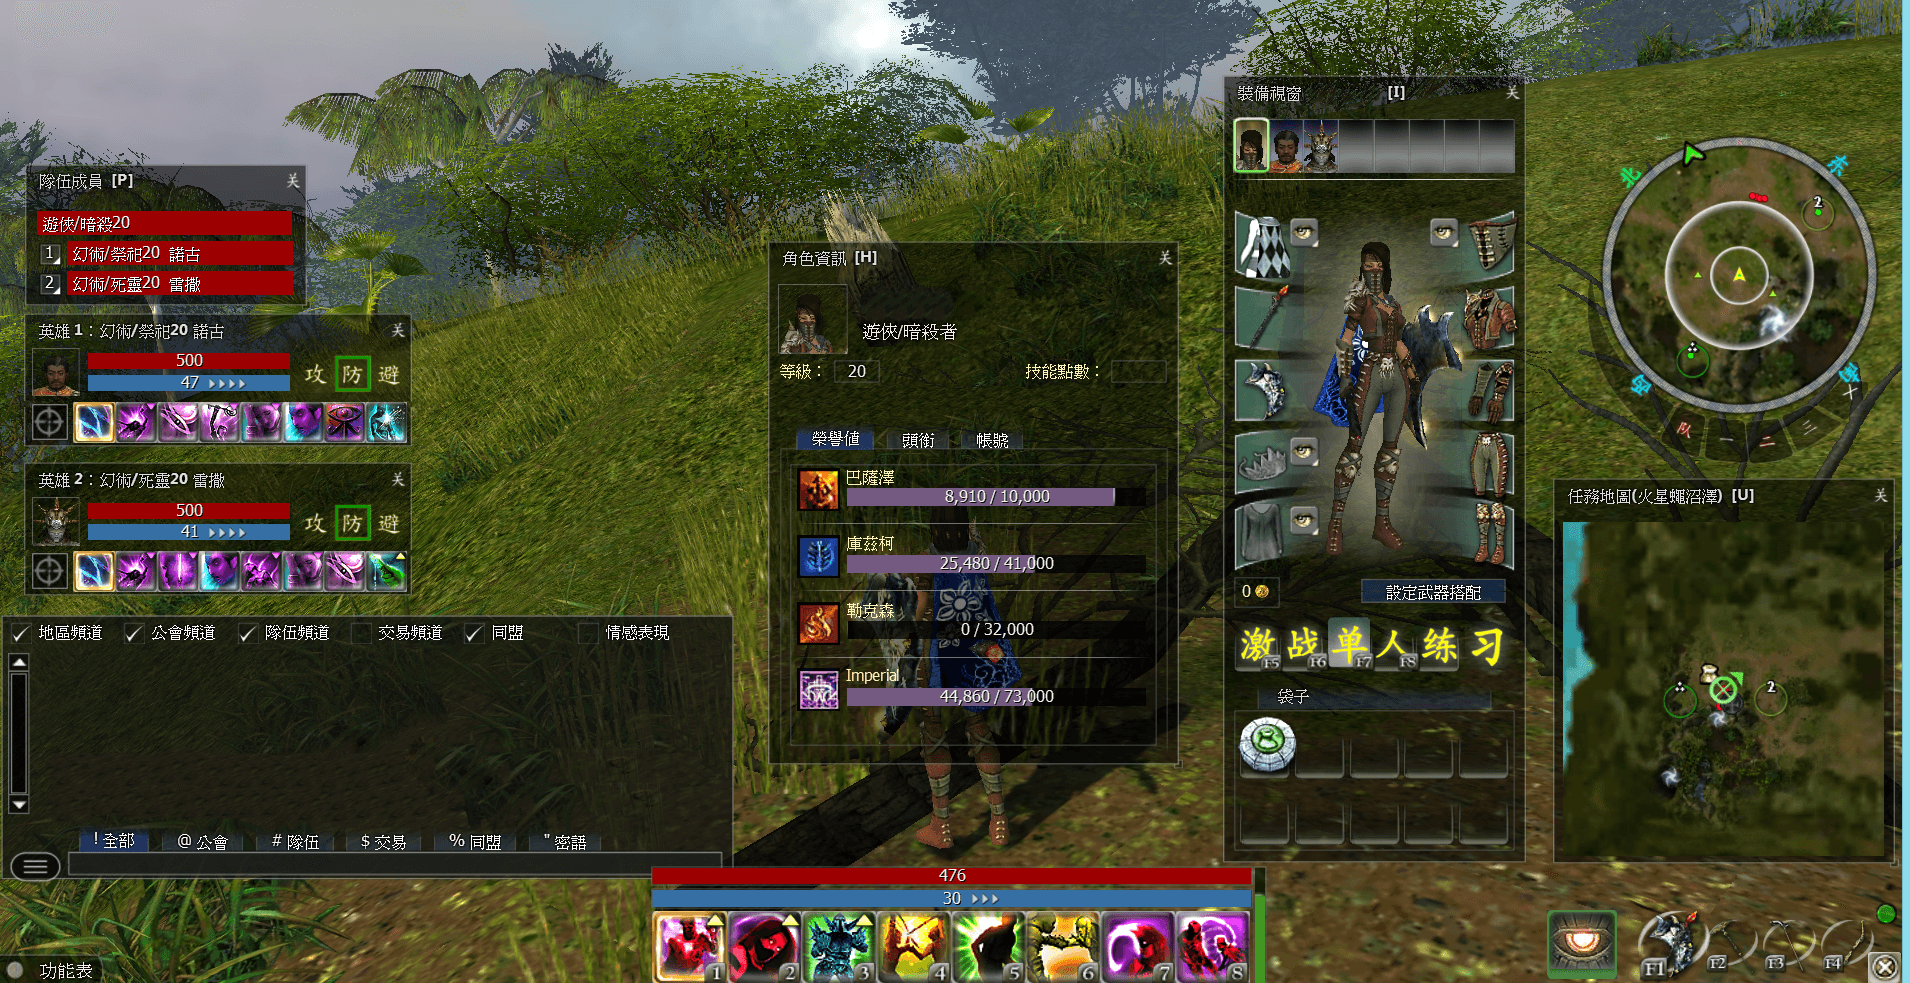 隊伍成員 [P]
遊俠/暗殺20
1 幻術/祭祀20 諾古
2 幻術/死靈20 雷撒
英雄 1：幻術/祭祀20 諾古
500
47
攻 防 避
英雄 2：幻術/死靈20 雷撒
500
41
攻 防 避
地區頻道 公會頻道 隊伍頻道 交易頻道 同盟 情感表現
! 全部 @ 公會 # 隊伍 $ 交易 % 同盟 " 密語
功能表
角色資訊 [H]
遊俠/暗殺者
等級： 20 技能點數：
榮譽値 頭銜 帳號
巴薩澤
8,910 / 10,000
庫茲柯
25,480 / 41,000
勒克森
0 / 32,000
Imperial
44,860 / 73,000
476
30
1 2 3 4 5 6 7 8
裝備視窗 [I] 关
0
設定武器搭配
激战单人练习
F5 F6 F7 F8
袋子
北 东
2
队 一 二 三
任務地圖(火星蠅沼澤) [U]
2
F1 F2 F3 F4